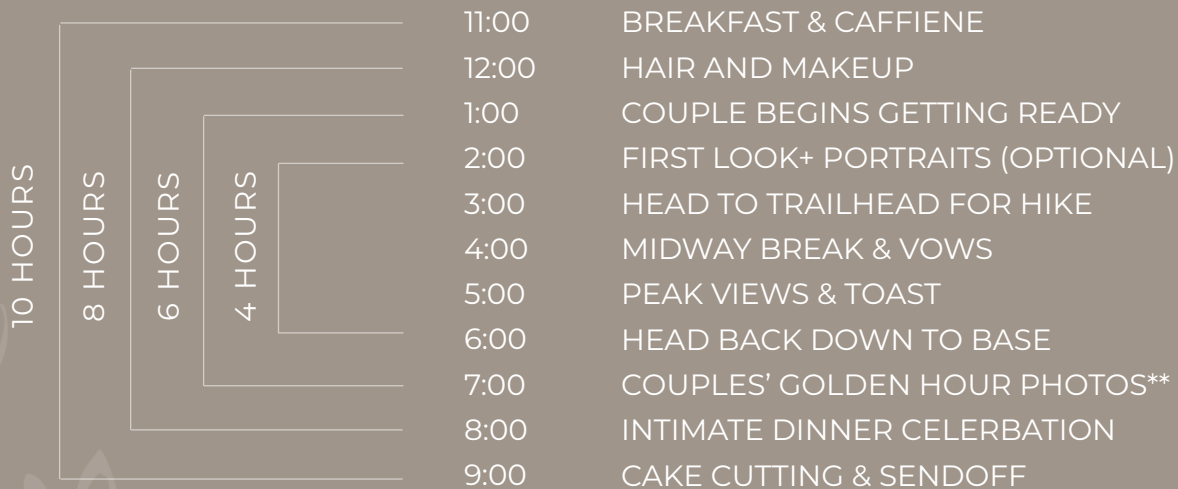 10 HOURS
8 HOURS
6 HOURS
4 HOURS
11:00 BREAKFAST & CAFFIENE
12:00 HAIR AND MAKEUP
1:00 COUPLE BEGINS GETTING READY
2:00 FIRST LOOK+ PORTRAITS (OPTIONAL)
3:00 HEAD TO TRAILHEAD FOR HIKE
4:00 MIDWAY BREAK & VOWS
5:00 PEAK VIEWS & TOAST
6:00 HEAD BACK DOWN TO BASE
7:00 COUPLES’ GOLDEN HOUR PHOTOS**
8:00 INTIMATE DINNER CELERBATION
9:00 CAKE CUTTING & SENDOFF